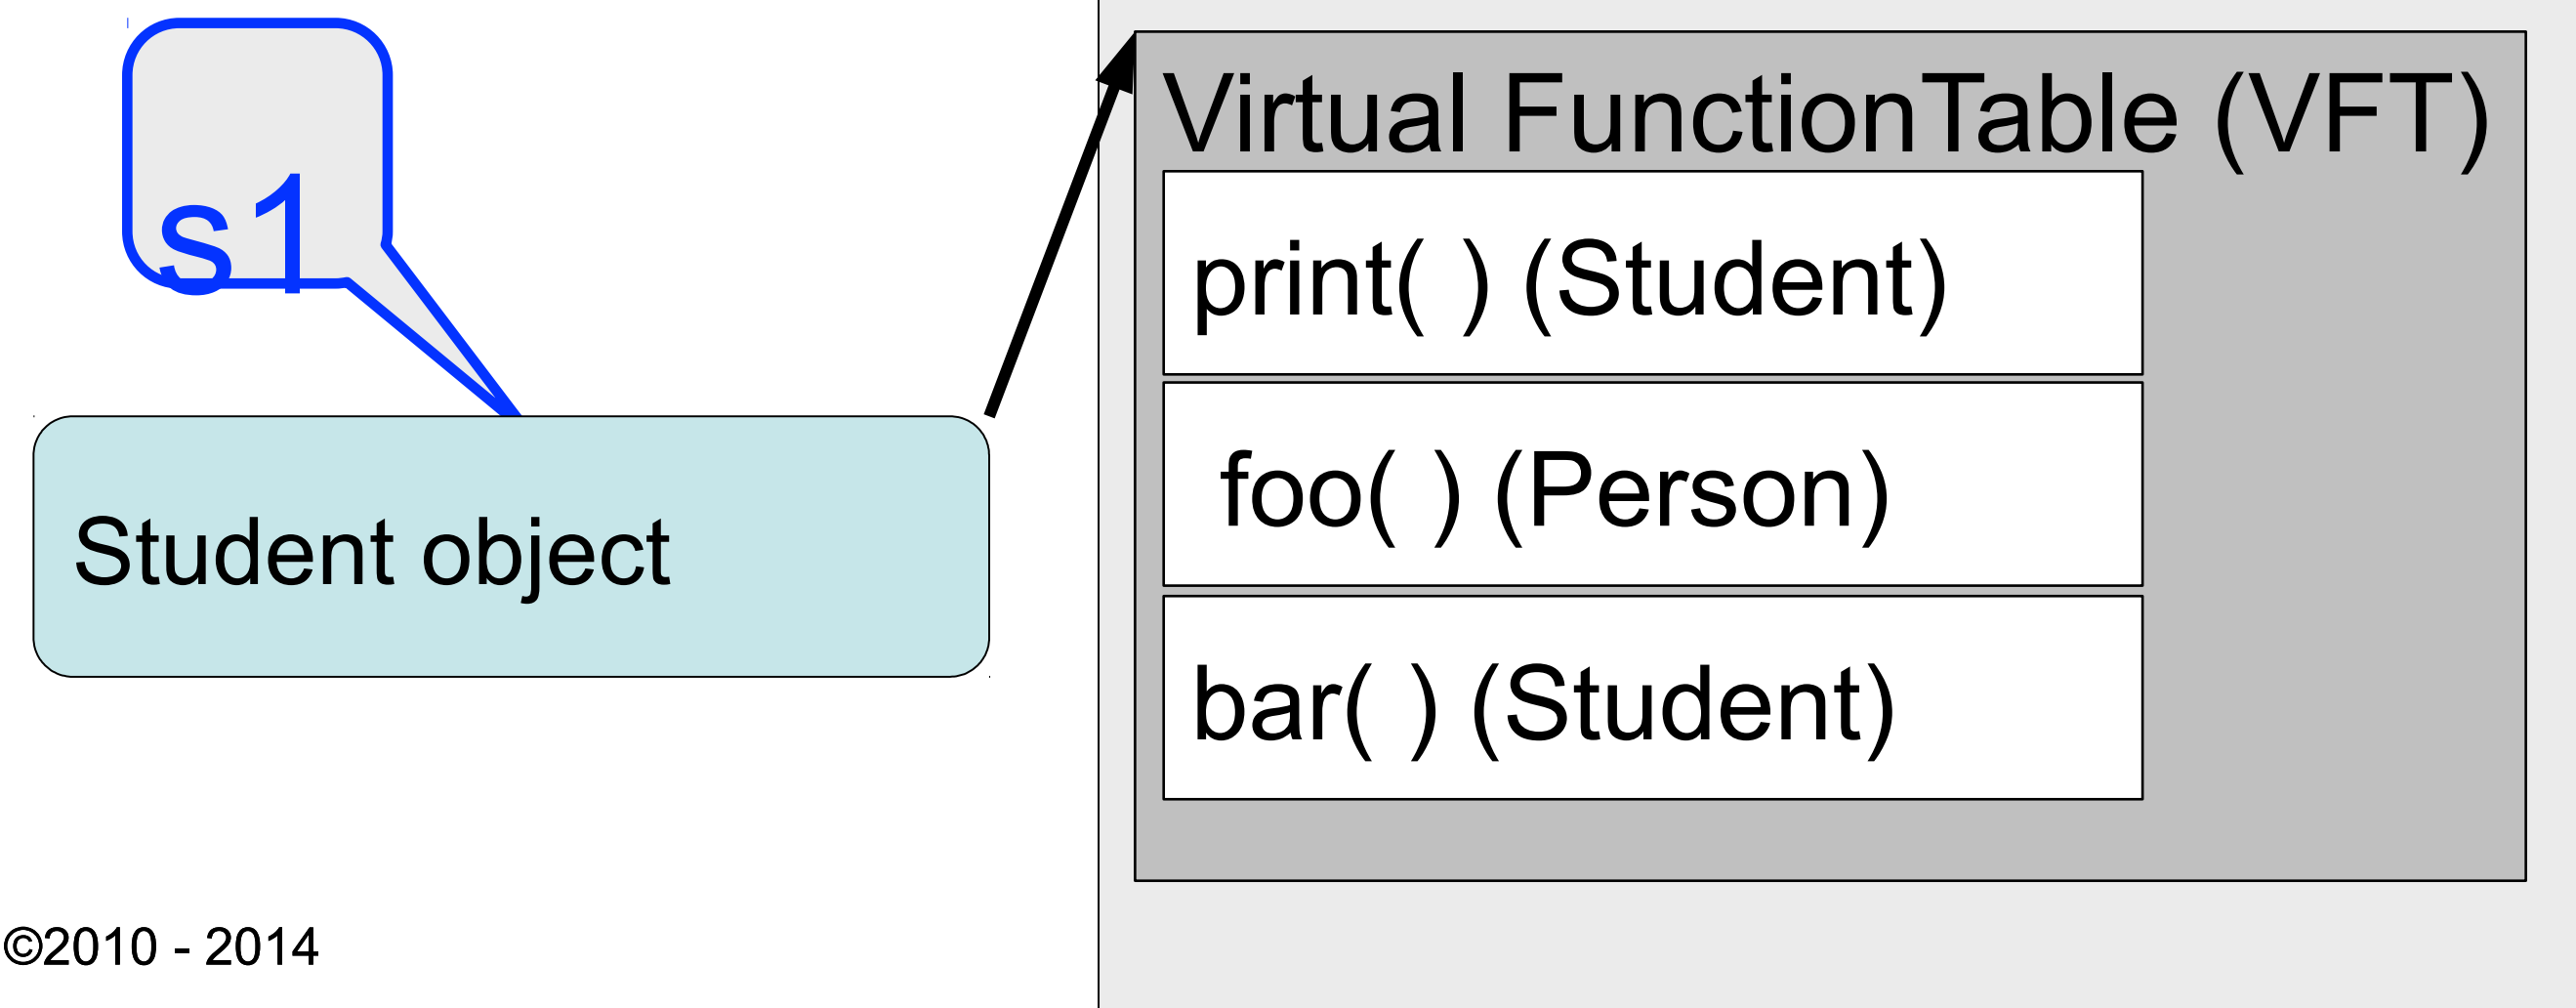 s1
Student object
Virtual FunctionTable (VFT)
print( ) (Student)
foo( ) (Person)
bar( ) (Student)
©2010 - 2014